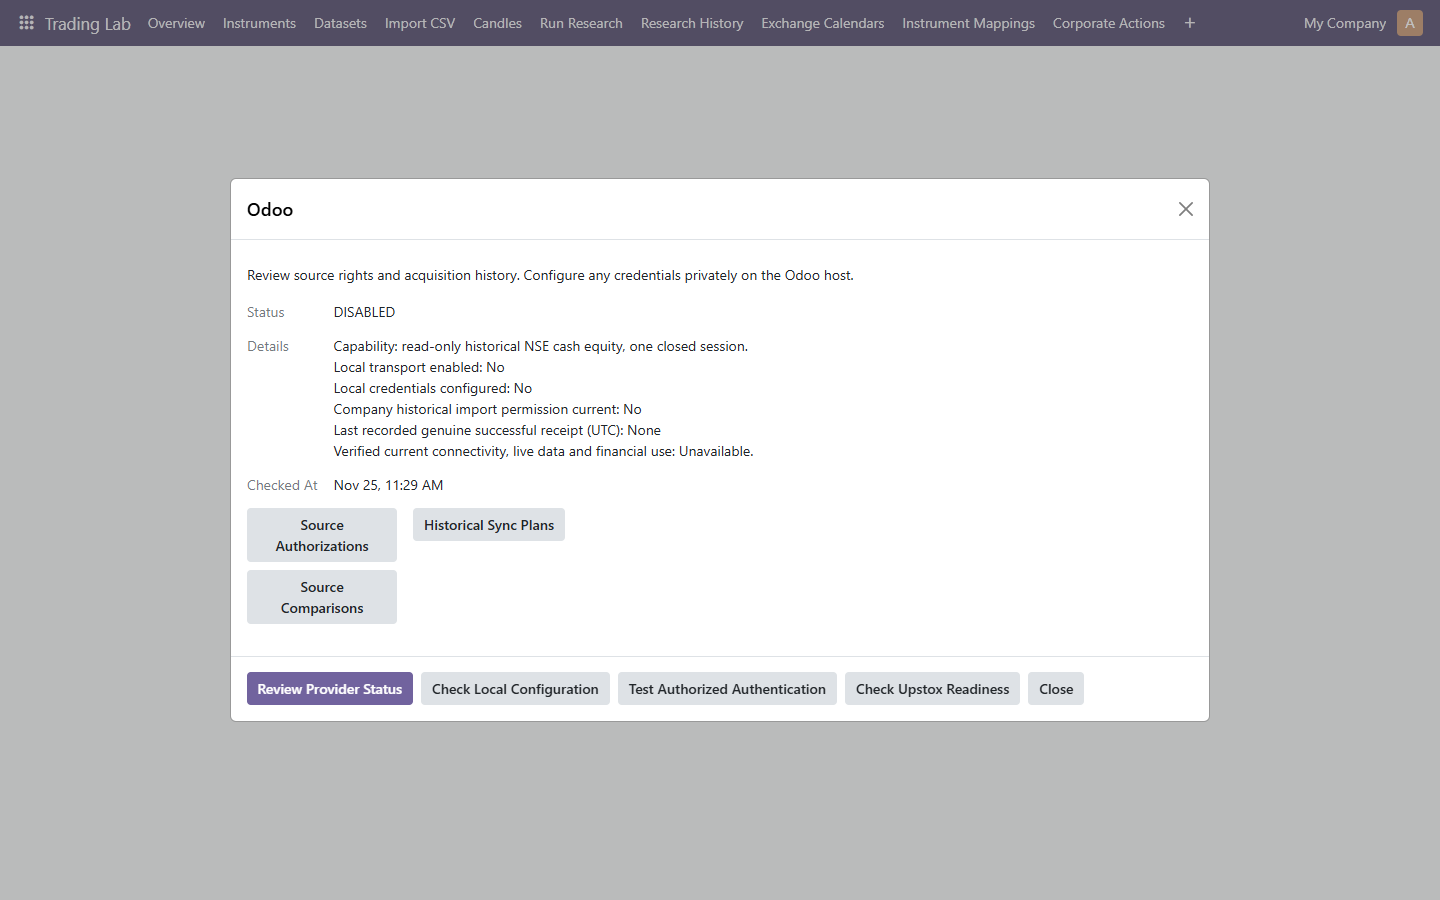 Trading Lab Overview Instruments Datasets Import CSV Candles Run Research Research History Exchange Calendars Instrument Mappings Corporate Actions + My Company A
Odoo
Review source rights and acquisition history. Configure any credentials privately on the Odoo host.
Status DISABLED
Details Capability: read-only historical NSE cash equity, one closed session.
Local transport enabled: No
Local credentials configured: No
Company historical import permission current: No
Last recorded genuine successful receipt (UTC): None
Verified current connectivity, live data and financial use: Unavailable.
Checked At Nov 25, 11:29 AM
Source Authorizations
Historical Sync Plans
Source Comparisons
Review Provider Status Check Local Configuration Test Authorized Authentication Check Upstox Readiness Close